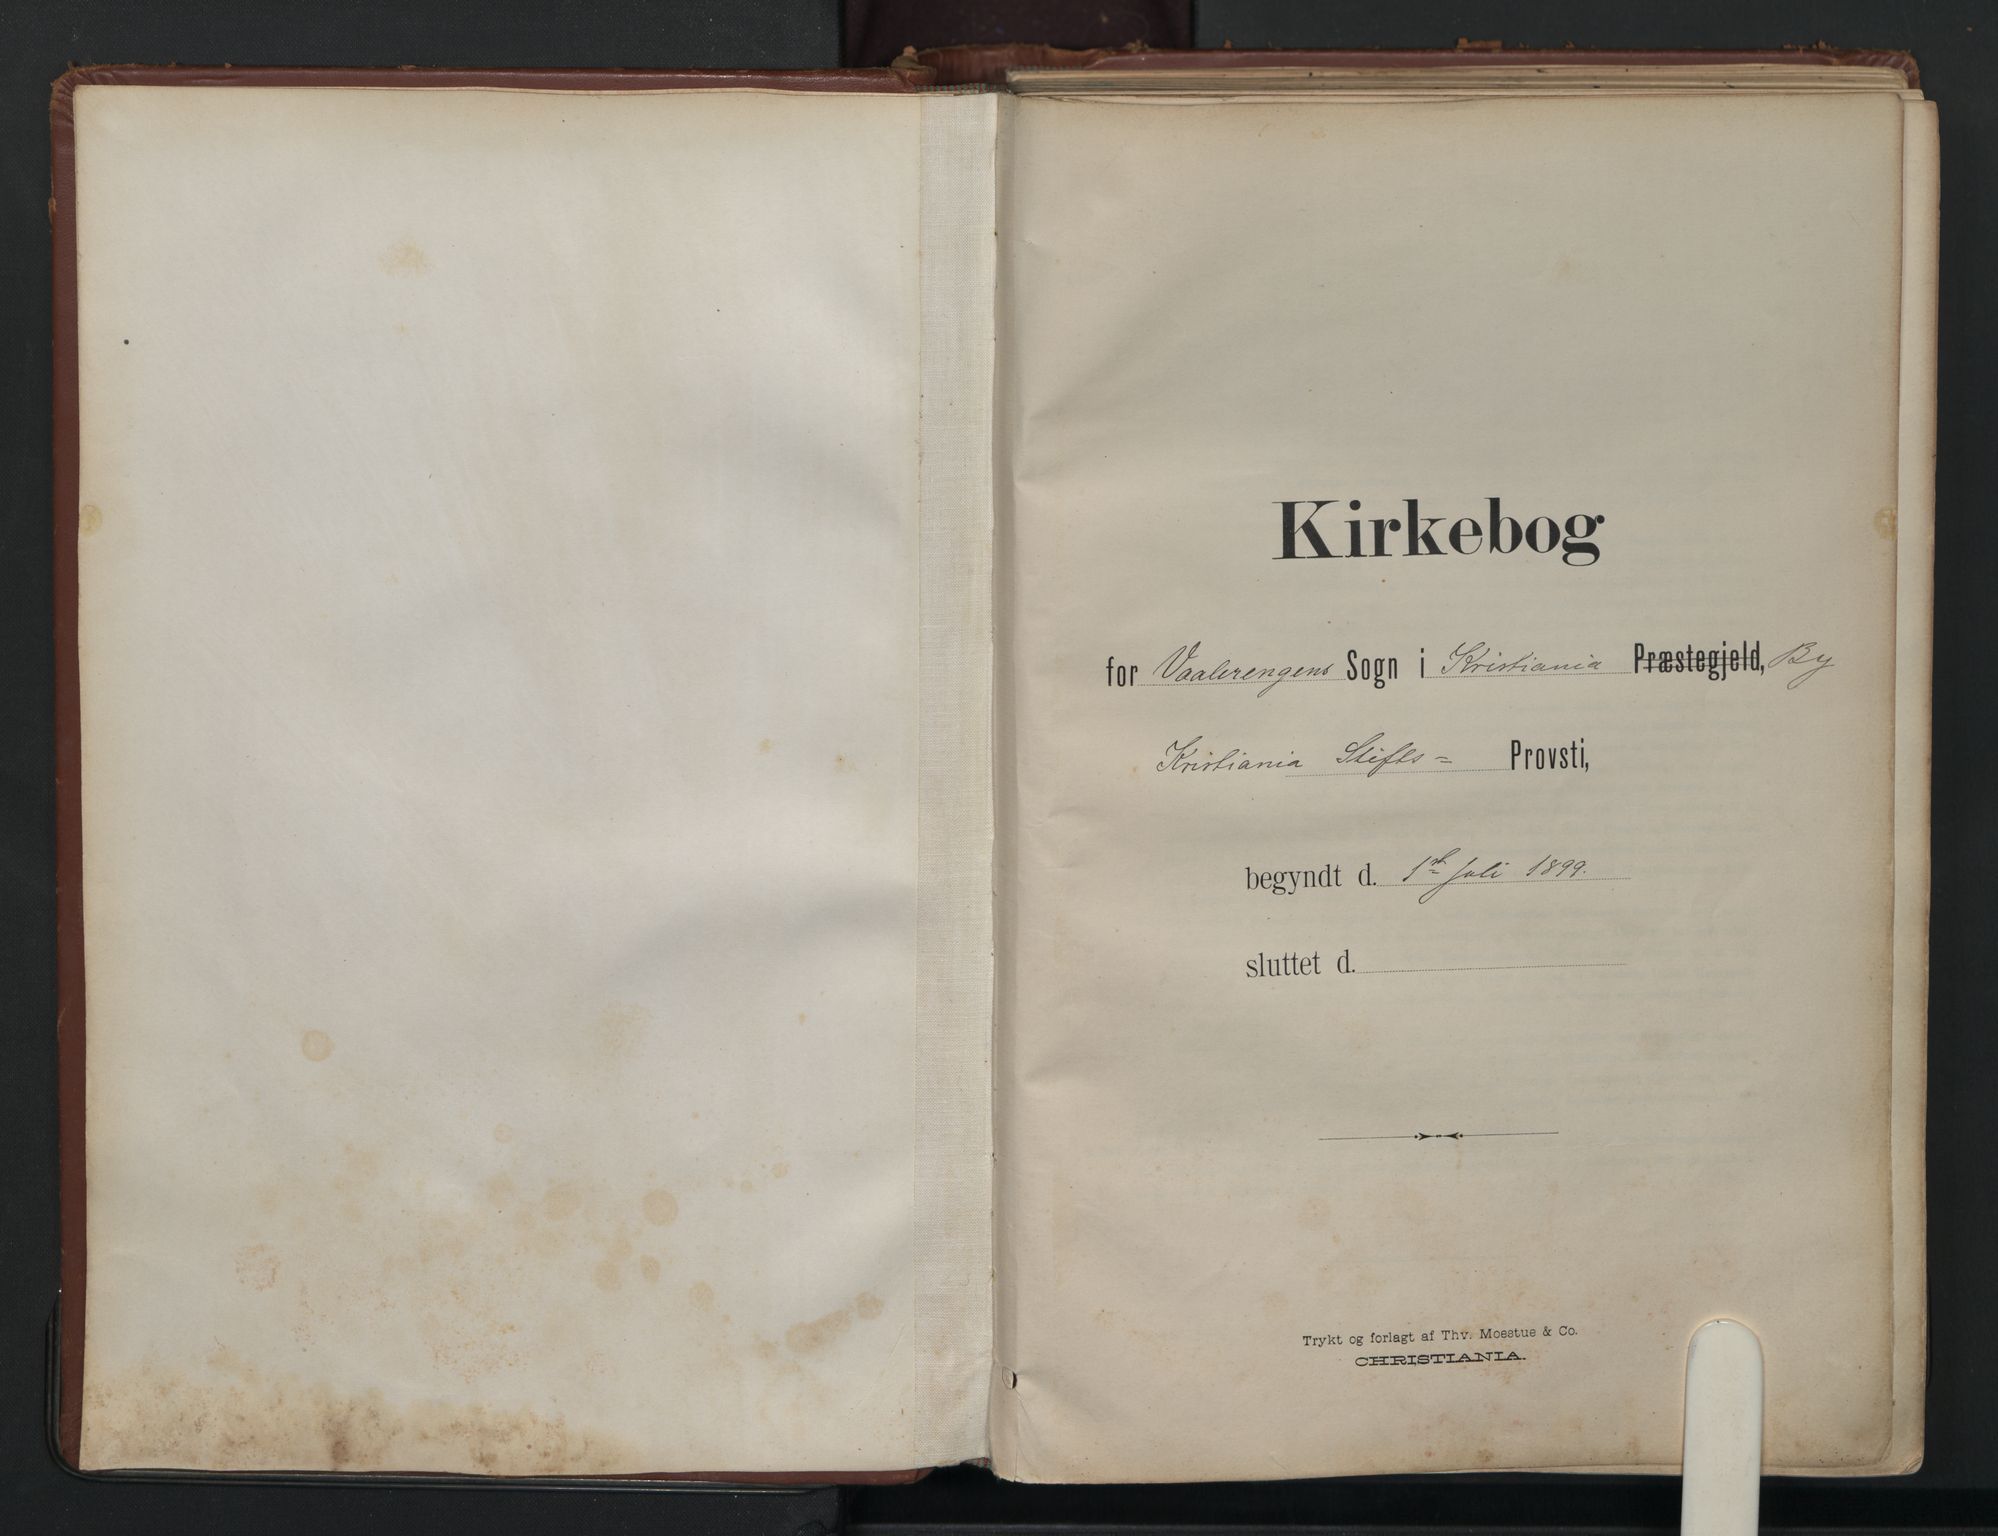 Kirkebog
for Vaalerengens Sogn i Kristiania Præstegjeld, By
Kristiania Stifts= Provsti,
begyndt d. 1ste Juli 1899.
sluttet d.
Trykt og forlagt af Thv. Moestue & Co.
CHRISTIANIA.